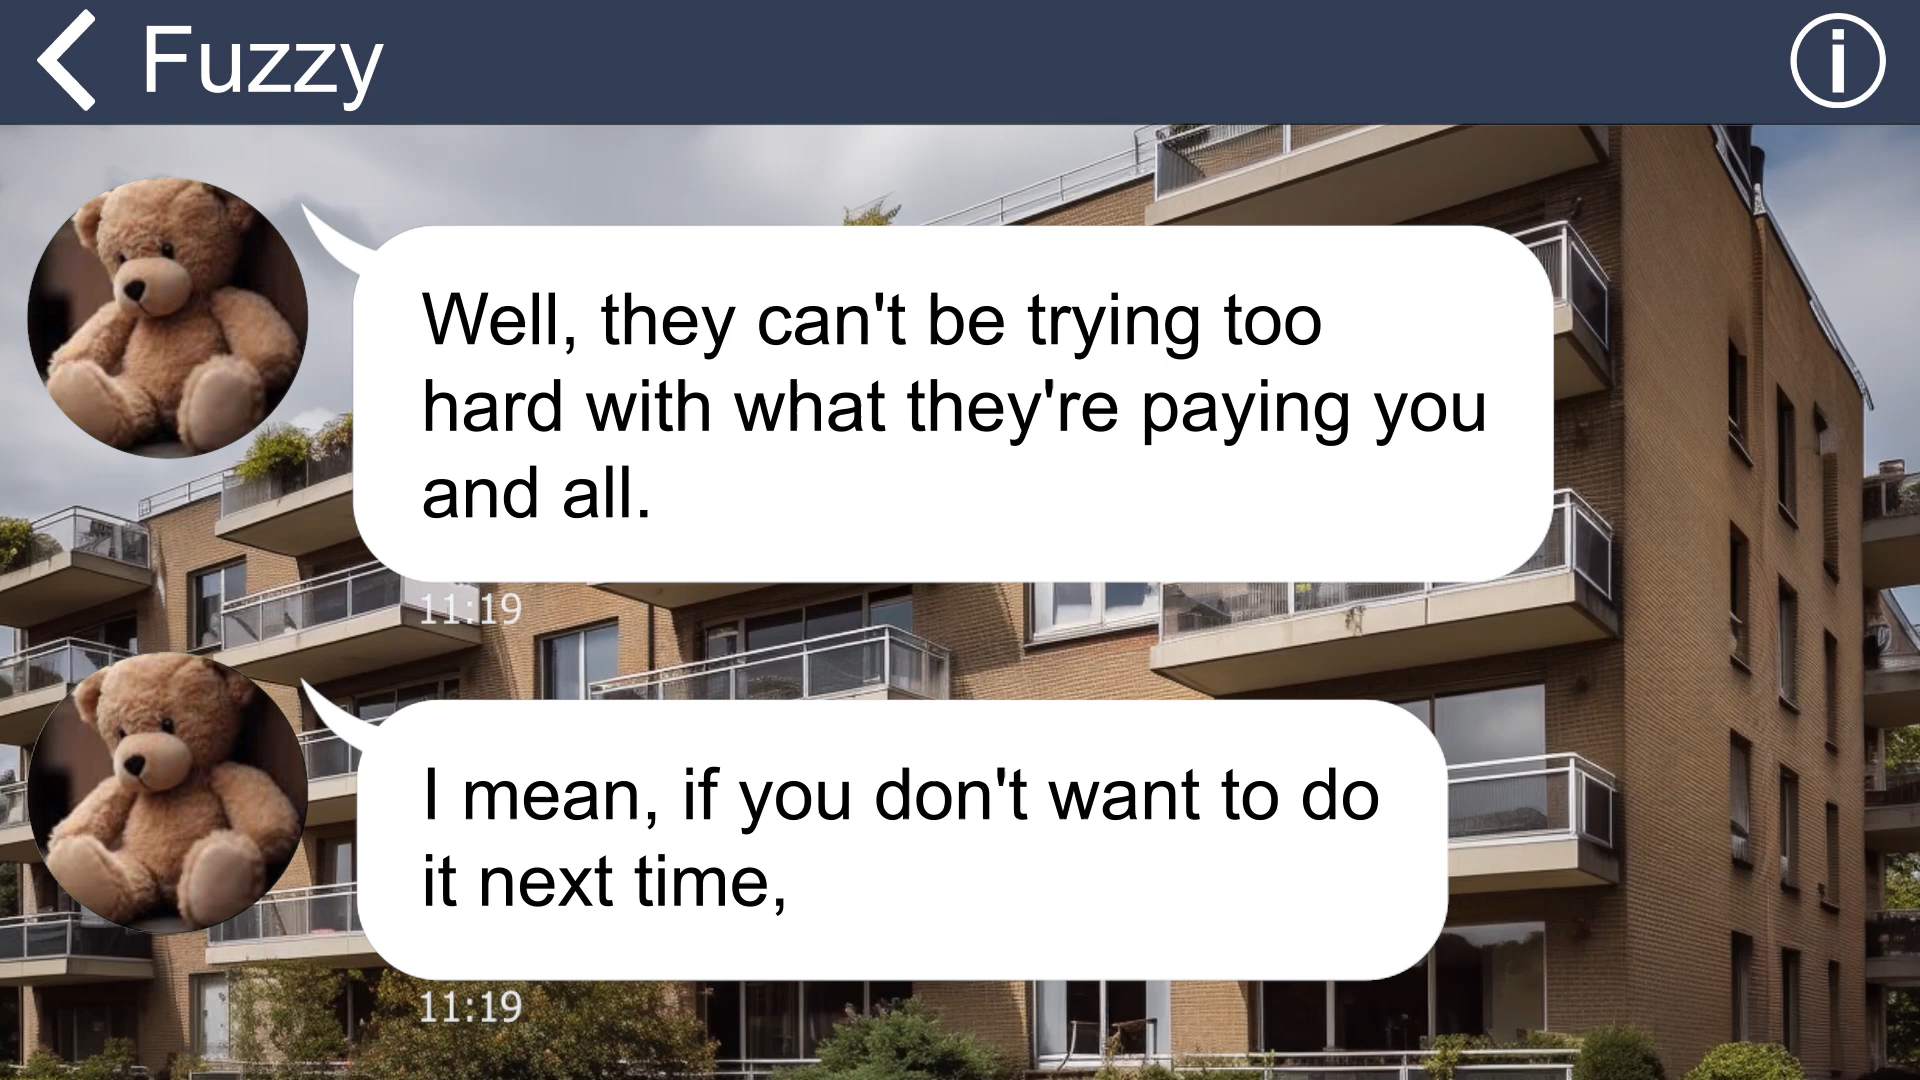 Fuzzy
Well, they can't be trying too
hard with what they're paying you
and all.
11:19
I mean, if you don't want to do
it next time,
11:19